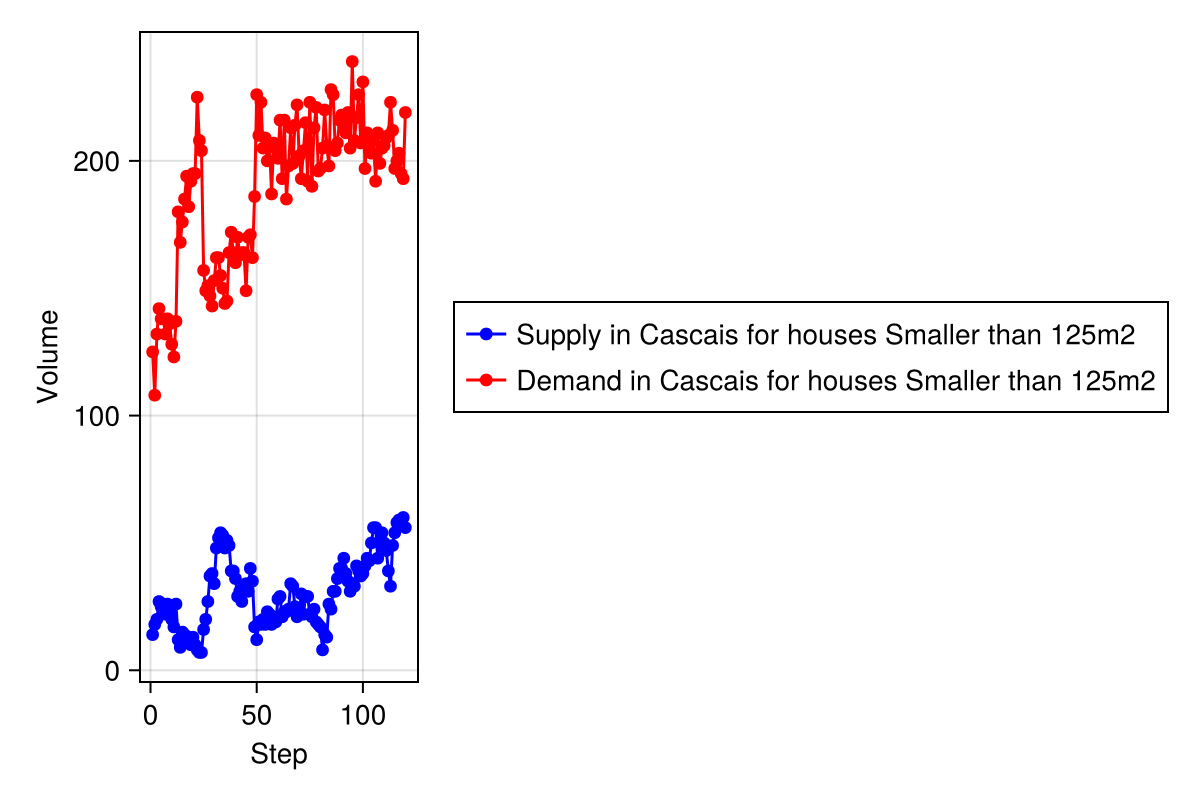 Volume
200
100
0
0 50 100
Step
Supply in Cascais for houses Smaller than 125m2
Demand in Cascais for houses Smaller than 125m2